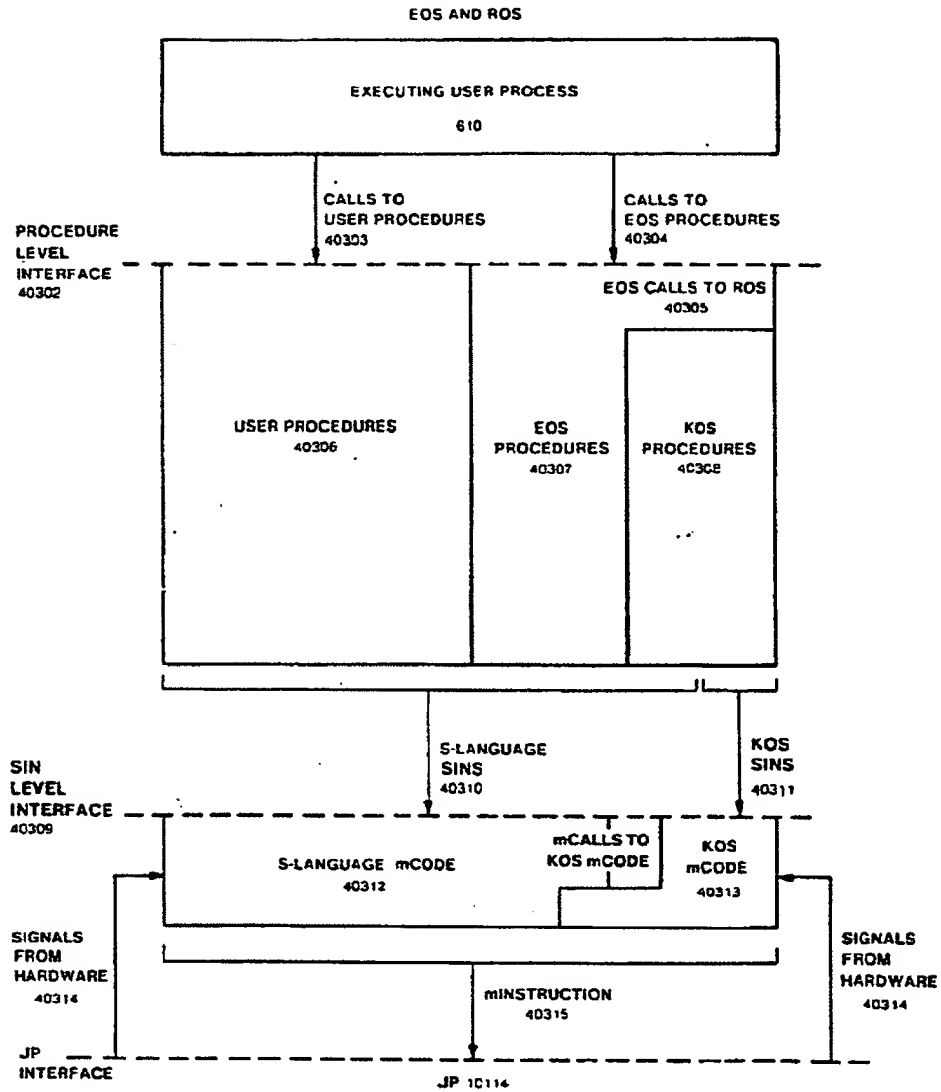 EOS AND ROS
EXECUTING USER PROCESS
610
CALLS TO
USER PROCEDURES
40303
CALLS TO
EOS PROCEDURES
40304
PROCEDURE
LEVEL
INTERFACE
40302
EOS CALLS TO ROS
40305
USER PROCEDURES
40306
EOS
PROCEDURES
40307
KOS
PROCEDURES
40308
S-LANGUAGE
SINS
40310
KOS
SINS
40311
SIN
LEVEL
INTERFACE
40309
S-LANGUAGE mCODE
40312
mCALLS TO
KOS mCODE
KOS
mCODE
40313
SIGNALS
FROM
HARDWARE
40314
SIGNALS
FROM
HARDWARE
40314
mINSTRUCTION
40315
JP
INTERFACE
JP 10114